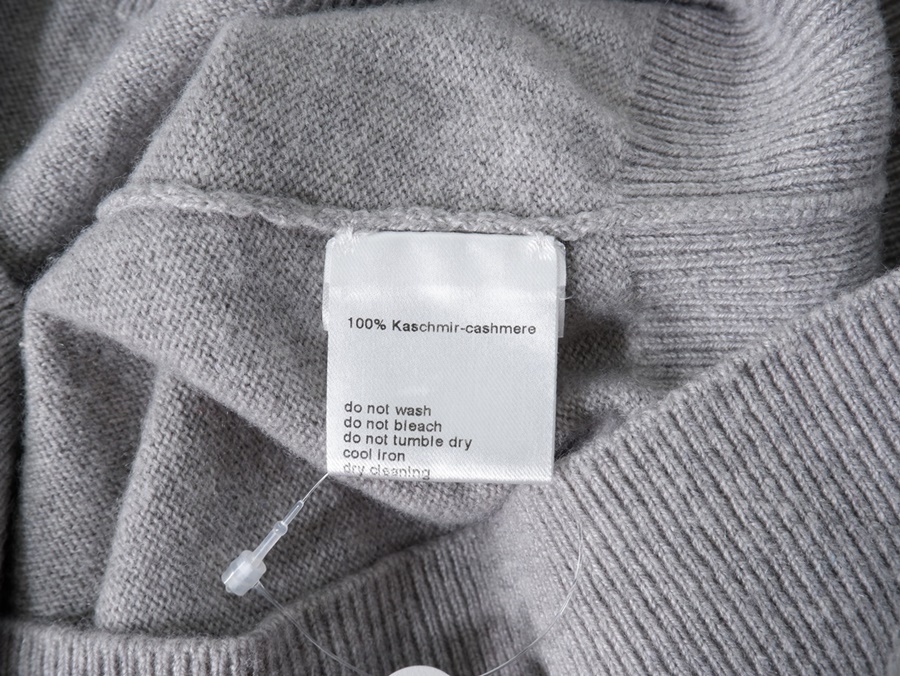 100% Kaschmir-cashmere
do not wash
do not bleach
do not tumble dry
cool iron
dry cleaning